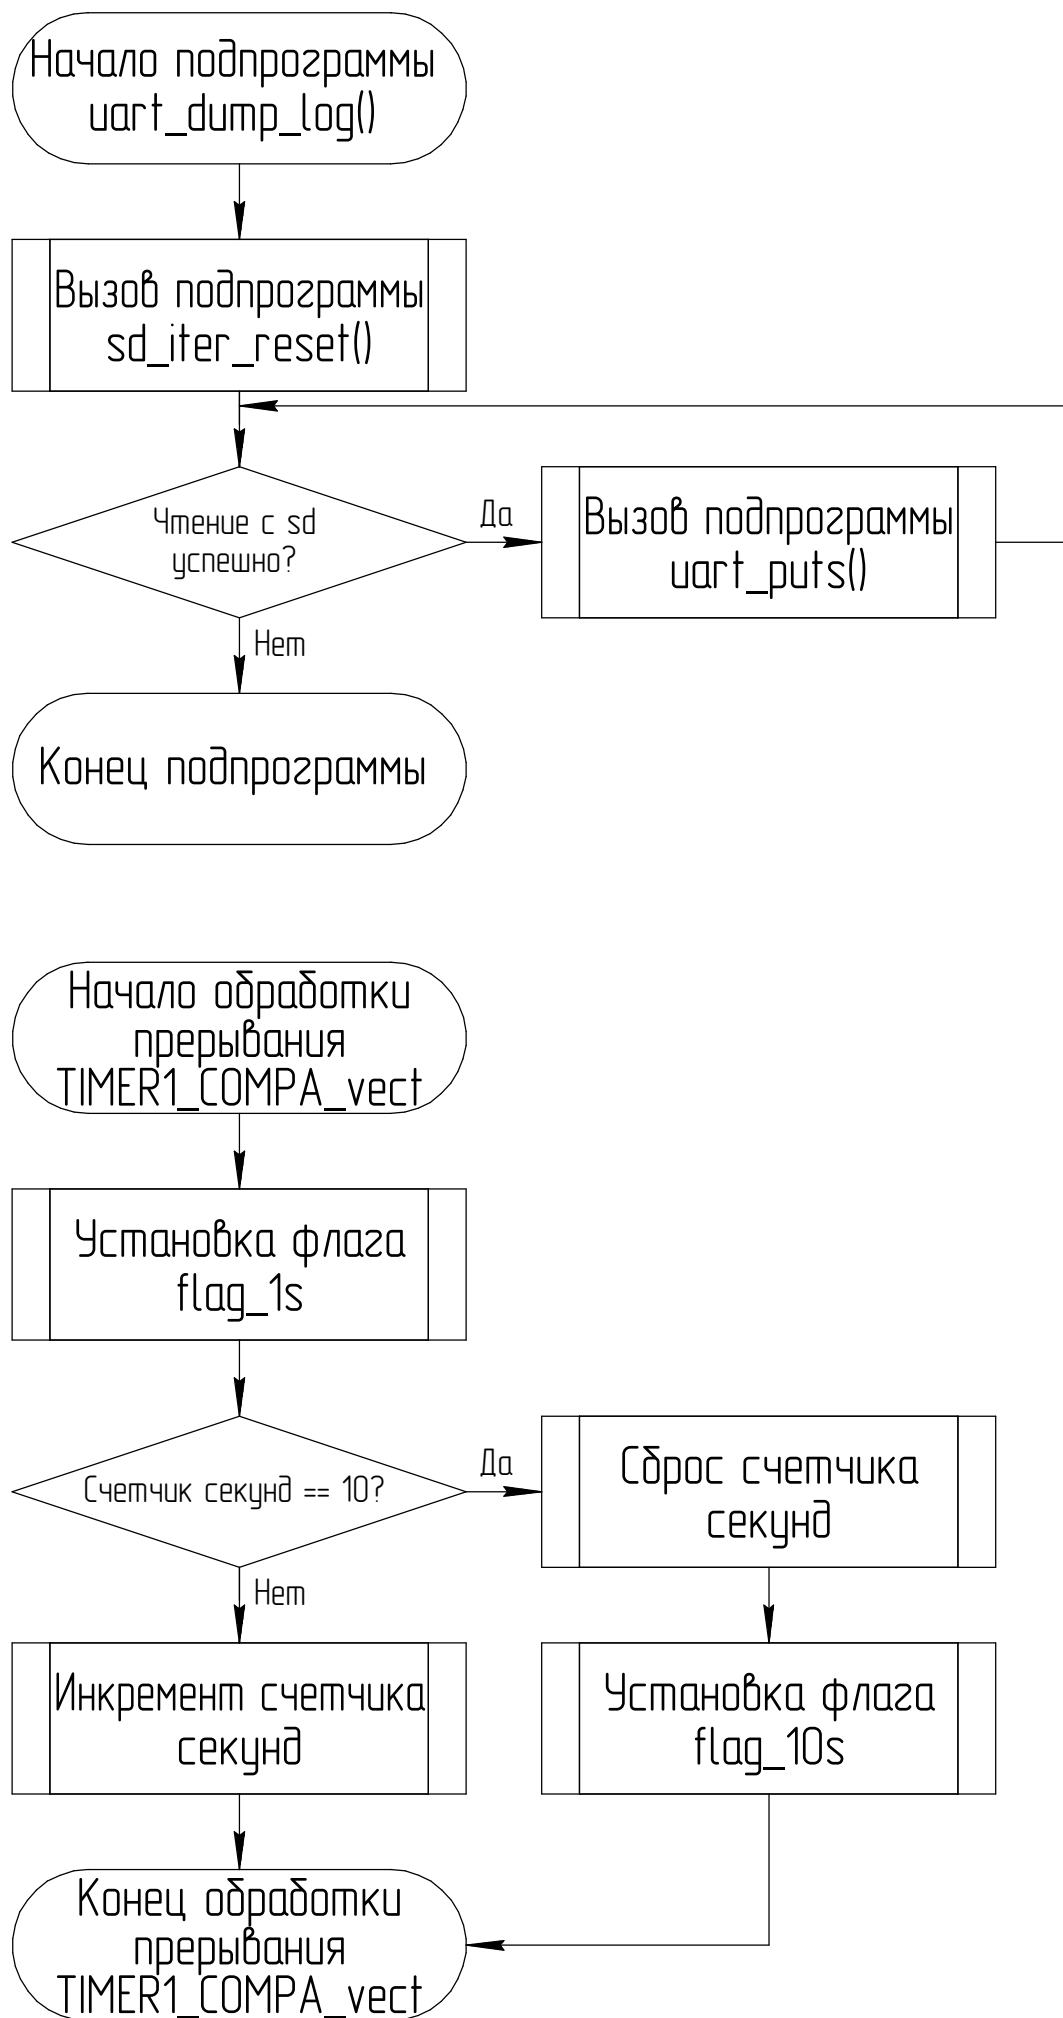 Начало подпрограммы
uart_dump_log()
Вызов подпрограммы
sd_iter_reset()
Чтение с sd
успешно?
Да
Вызов подпрограммы
uart_puts()
Нет
Конец подпрограммы
Начало обработки
прерывания
TIMER1_COMPA_vect
Установка флага
flag_1s
Счетчик секунд == 10?
Да
Сброс счетчика
секунд
Нет
Инкремент счетчика
секунд
Установка флага
flag_10s
Конец обработки
прерывания
TIMER1_COMPA_vect